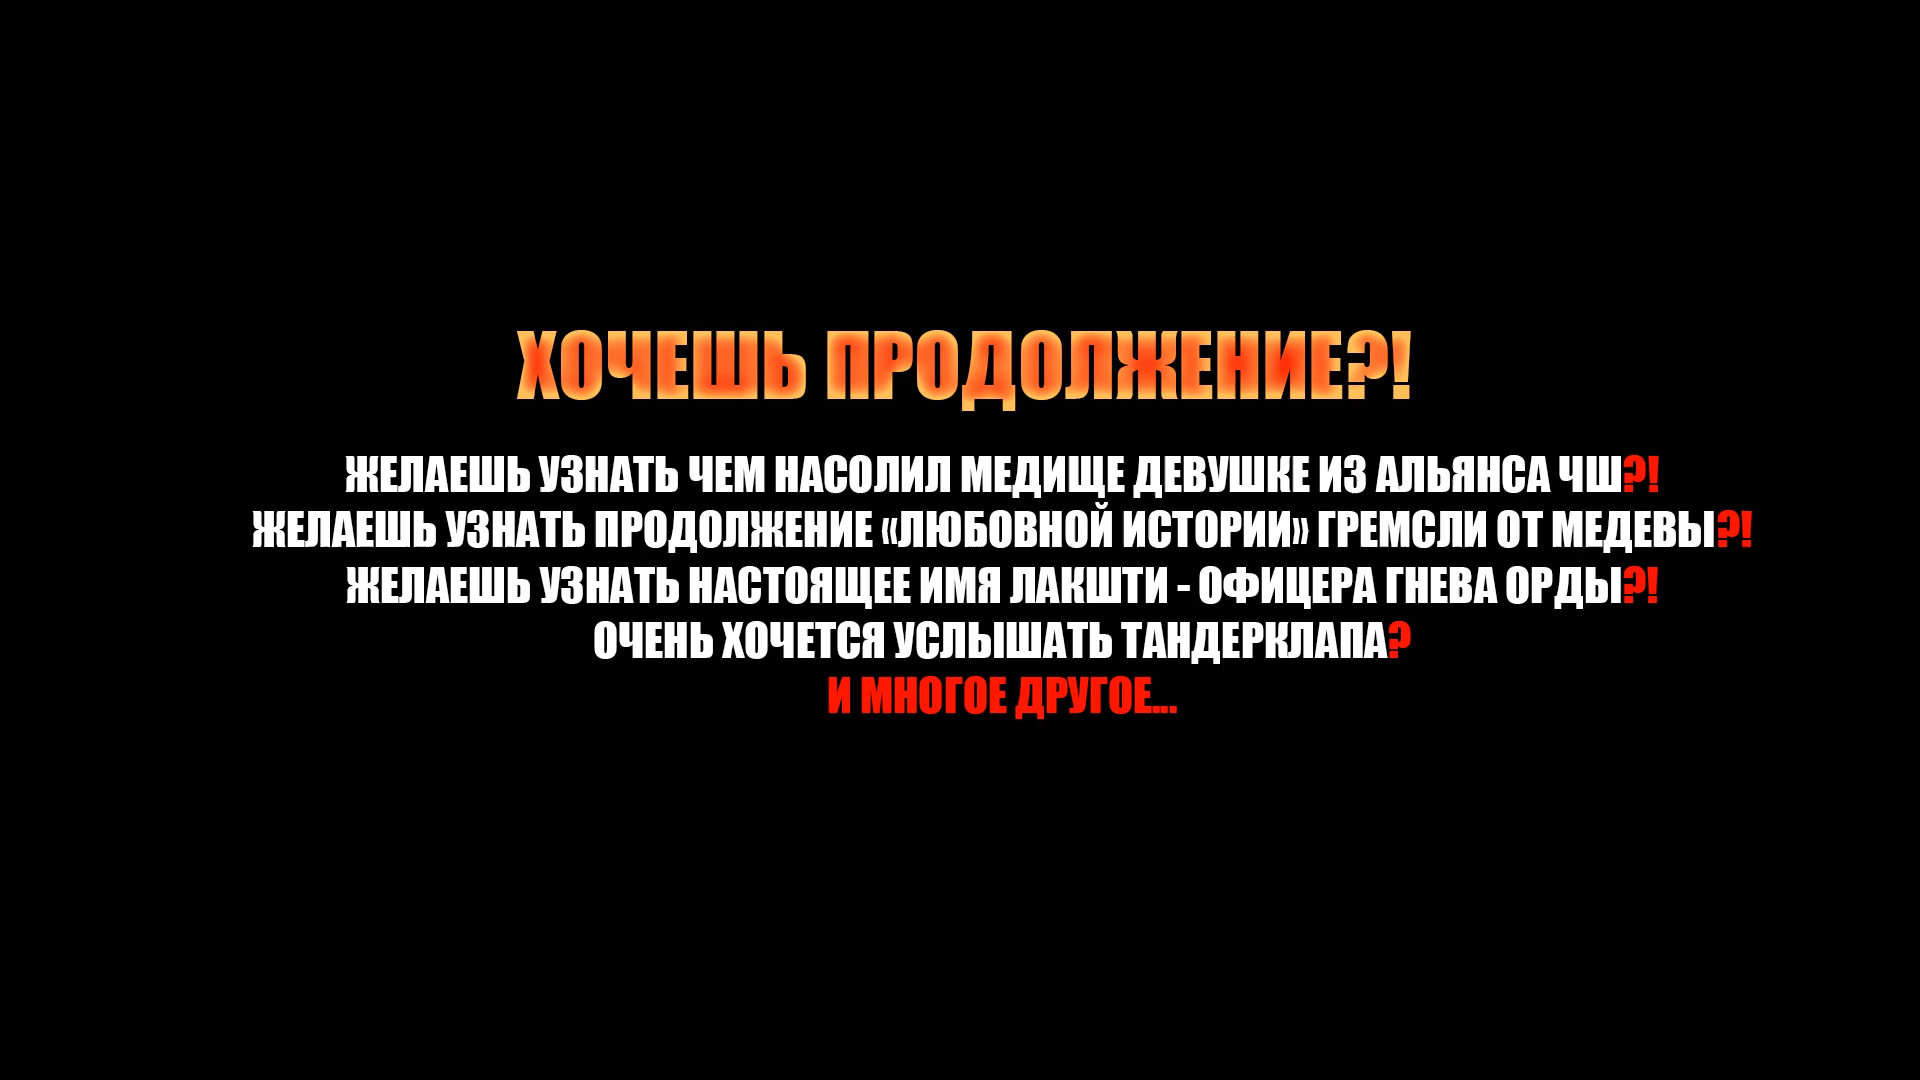 ХОЧЕШЬ ПРОДОЛЖЕНИЕ?!
ЖЕЛАЕШЬ УЗНАТЬ ЧЕМ НАСОЛИЛ МЕДИЩЕ ДЕВУШКЕ ИЗ АЛЬЯНСА ЧШ?!
ЖЕЛАЕШЬ УЗНАТЬ ПРОДОЛЖЕНИЕ «ЛЮБОВНОЙ ИСТОРИИ» ГРЕМСЛИ ОТ МЕДЕВЫ?!
ЖЕЛАЕШЬ УЗНАТЬ НАСТОЯЩЕЕ ИМЯ ЛАКШТИ - ОФИЦЕРА ГНЕВА ОРДЫ?!
ОЧЕНЬ ХОЧЕТСЯ УСЛЫШАТЬ ТАНДЕРКЛАПА?
И МНОГОЕ ДРУГОЕ...